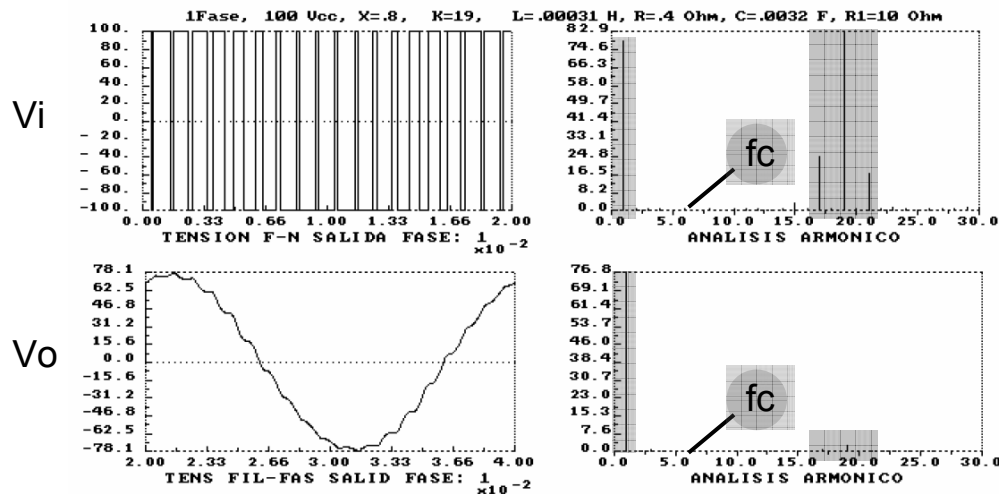 1Fase, 100 Vcc, X=.8, K=19, L=.00031 H, R=.4 Ohm, C=.0032 F, R1=10 Ohm
Vi
100.
80.
60.
40.
20.
0.
- 20.
- 40.
- 60.
- 80.
-100.
0.00 0.33 0.66 1.00 1.33 1.66 2.00
TENSION F-N SALIDA FASE: 1
x10⁻²
82.9
74.6
66.3
58.0
49.7
41.4
33.1
24.8
16.5
8.2
0.0
fc
0.0 5.0 10.0 15.0 20.0 25.0 30.0
ANALISIS ARMONICO
Vo
78.1
62.5
46.8
31.2
15.6
0.0
-15.6
-31.2
-46.8
-62.5
-78.1
2.00 2.33 2.66 3.00 3.33 3.66 4.00
TENS FIL-FAS SALID FASE: 1
x10⁻²
76.8
69.1
61.4
53.7
46.0
38.4
30.7
23.0
15.3
7.6
0.0
fc
0.0 5.0 10.0 15.0 20.0 25.0 30.0
ANALISIS ARMONICO